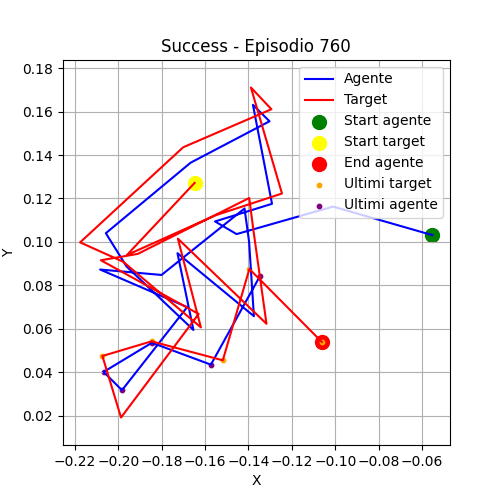 Success - Episodio 760
Agente
Target
Start agente
Start target
End agente
Ultimi target
Ultimi agente
0.18
0.16
0.14
0.12
0.10
0.08
0.06
0.04
0.02
Y
−0.22 −0.20 −0.18 −0.16 −0.14 −0.12 −0.10 −0.08 −0.06
X